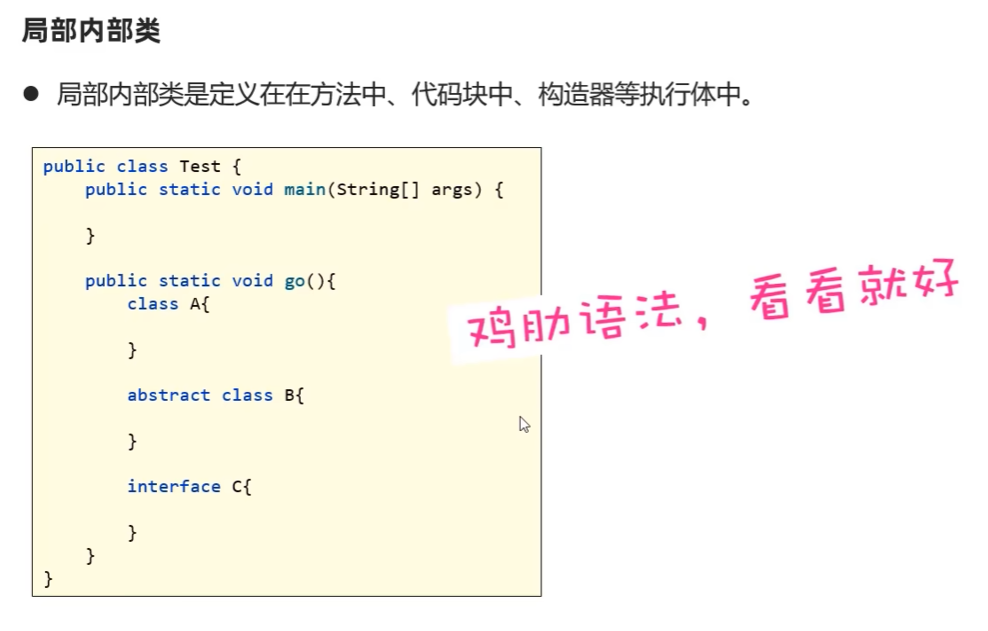 局部内部类
● 局部内部类是定义在在方法中、代码块中、构造器等执行体中。
public class Test {
    public static void main(String[] args) {
    }
    public static void go(){
        class A{
        }
        abstract class B{
        }
        interface C{
        }
    }
}
鸡肋语法，看看就好